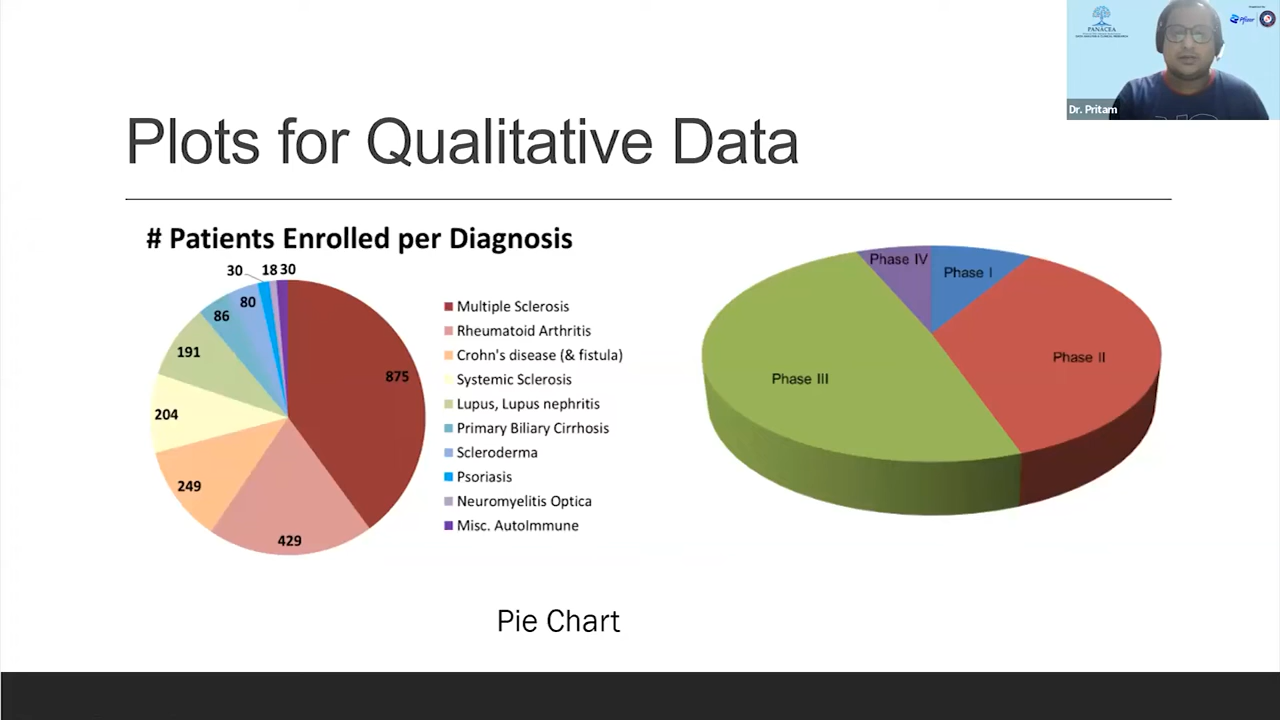 PANACEA
Pfizer
Dr. Pritam
Plots for Qualitative Data
# Patients Enrolled per Diagnosis
30
18
30
80
86
191
204
249
429
875
Multiple Sclerosis
Rheumatoid Arthritis
Crohn's disease (& fistula)
Systemic Sclerosis
Lupus, Lupus nephritis
Primary Biliary Cirrhosis
Scleroderma
Psoriasis
Neuromyelitis Optica
Misc. AutoImmune
Phase IV
Phase I
Phase II
Phase III
Pie Chart